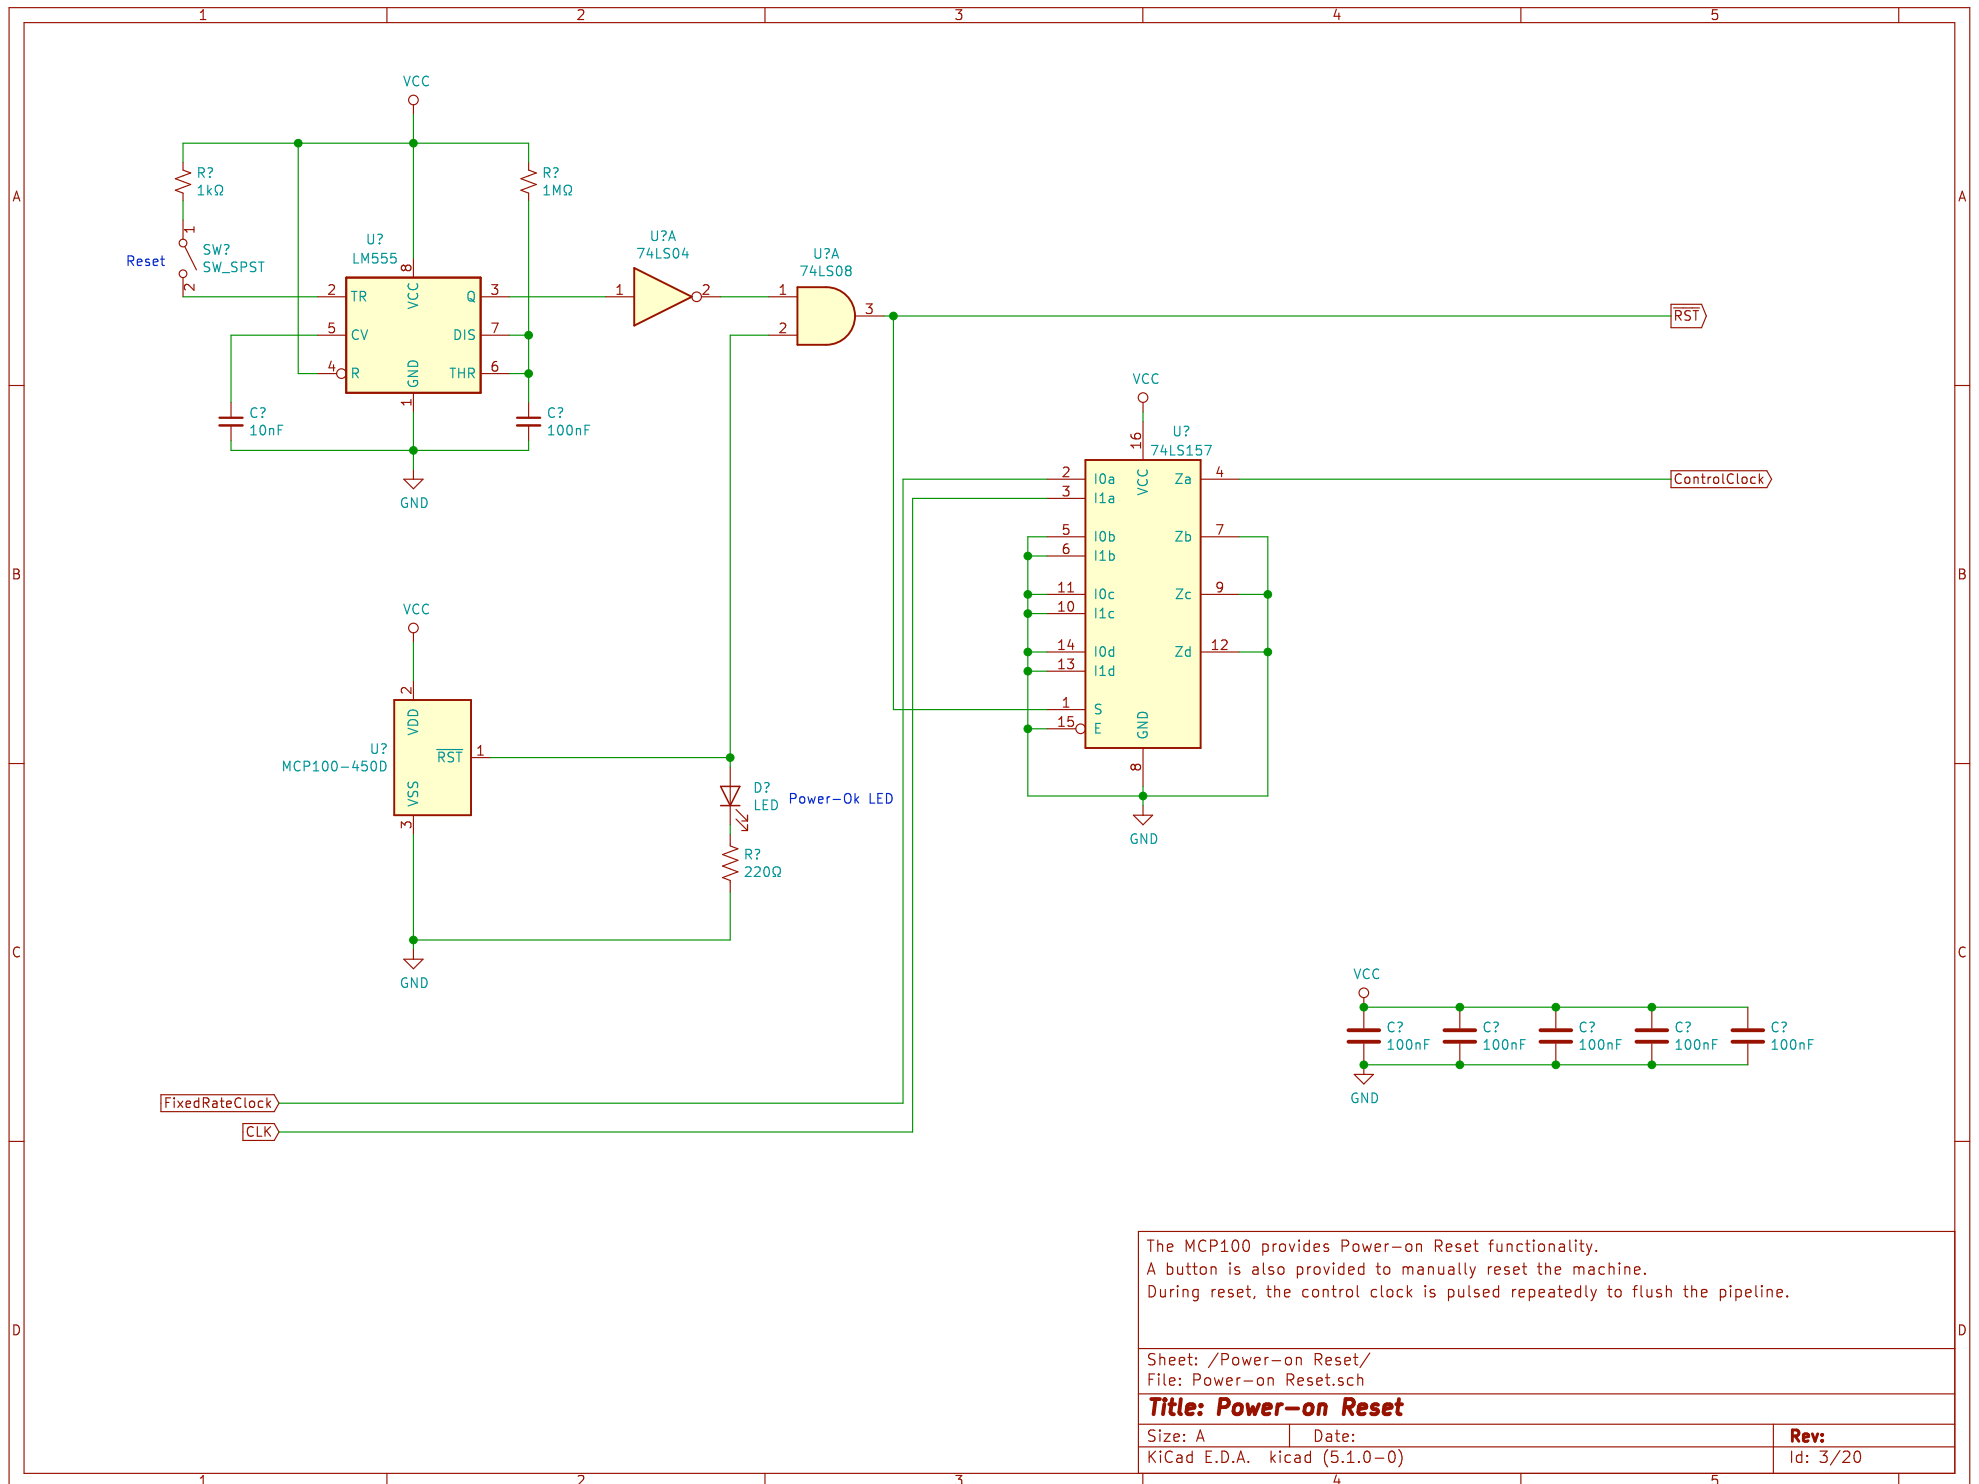 1 2 3 4 5
A A
B B
C C
D D
VCC
R?
1kΩ
R?
1MΩ
1
SW?
SW_SPST
Reset
2
U?
LM555
8
2 TR VCC Q 3
5 CV DIS 7
4 R GND THR 6
1
C?
10nF
C?
100nF
GND
U?A
74LS04
1 2
U?A
74LS08
1
2
3
RST
VCC
16
U?
74LS157
2 I0a VCC Za 4
3 I1a
5 I0b Zb 7
6 I1b
11 I0c Zc 9
10 I1c
14 I0d Zd 12
13 I1d
1 S
15 E GND
8
GND
ControlClock
VCC
2
VDD
U?
MCP100-450D
RST 1
VSS
3
GND
D?
LED
Power-Ok LED
R?
220Ω
VCC
C?
100nF
C?
100nF
C?
100nF
C?
100nF
C?
100nF
GND
FixedRateClock
CLK
The MCP100 provides Power-on Reset functionality.
A button is also provided to manually reset the machine.
During reset, the control clock is pulsed repeatedly to flush the pipeline.
Sheet: /Power-on Reset/
File: Power-on Reset.sch
Title: Power-on Reset
Size: A Date: Rev:
KiCad E.D.A. kicad (5.1.0-0) Id: 3/20
1 2 3 4 5